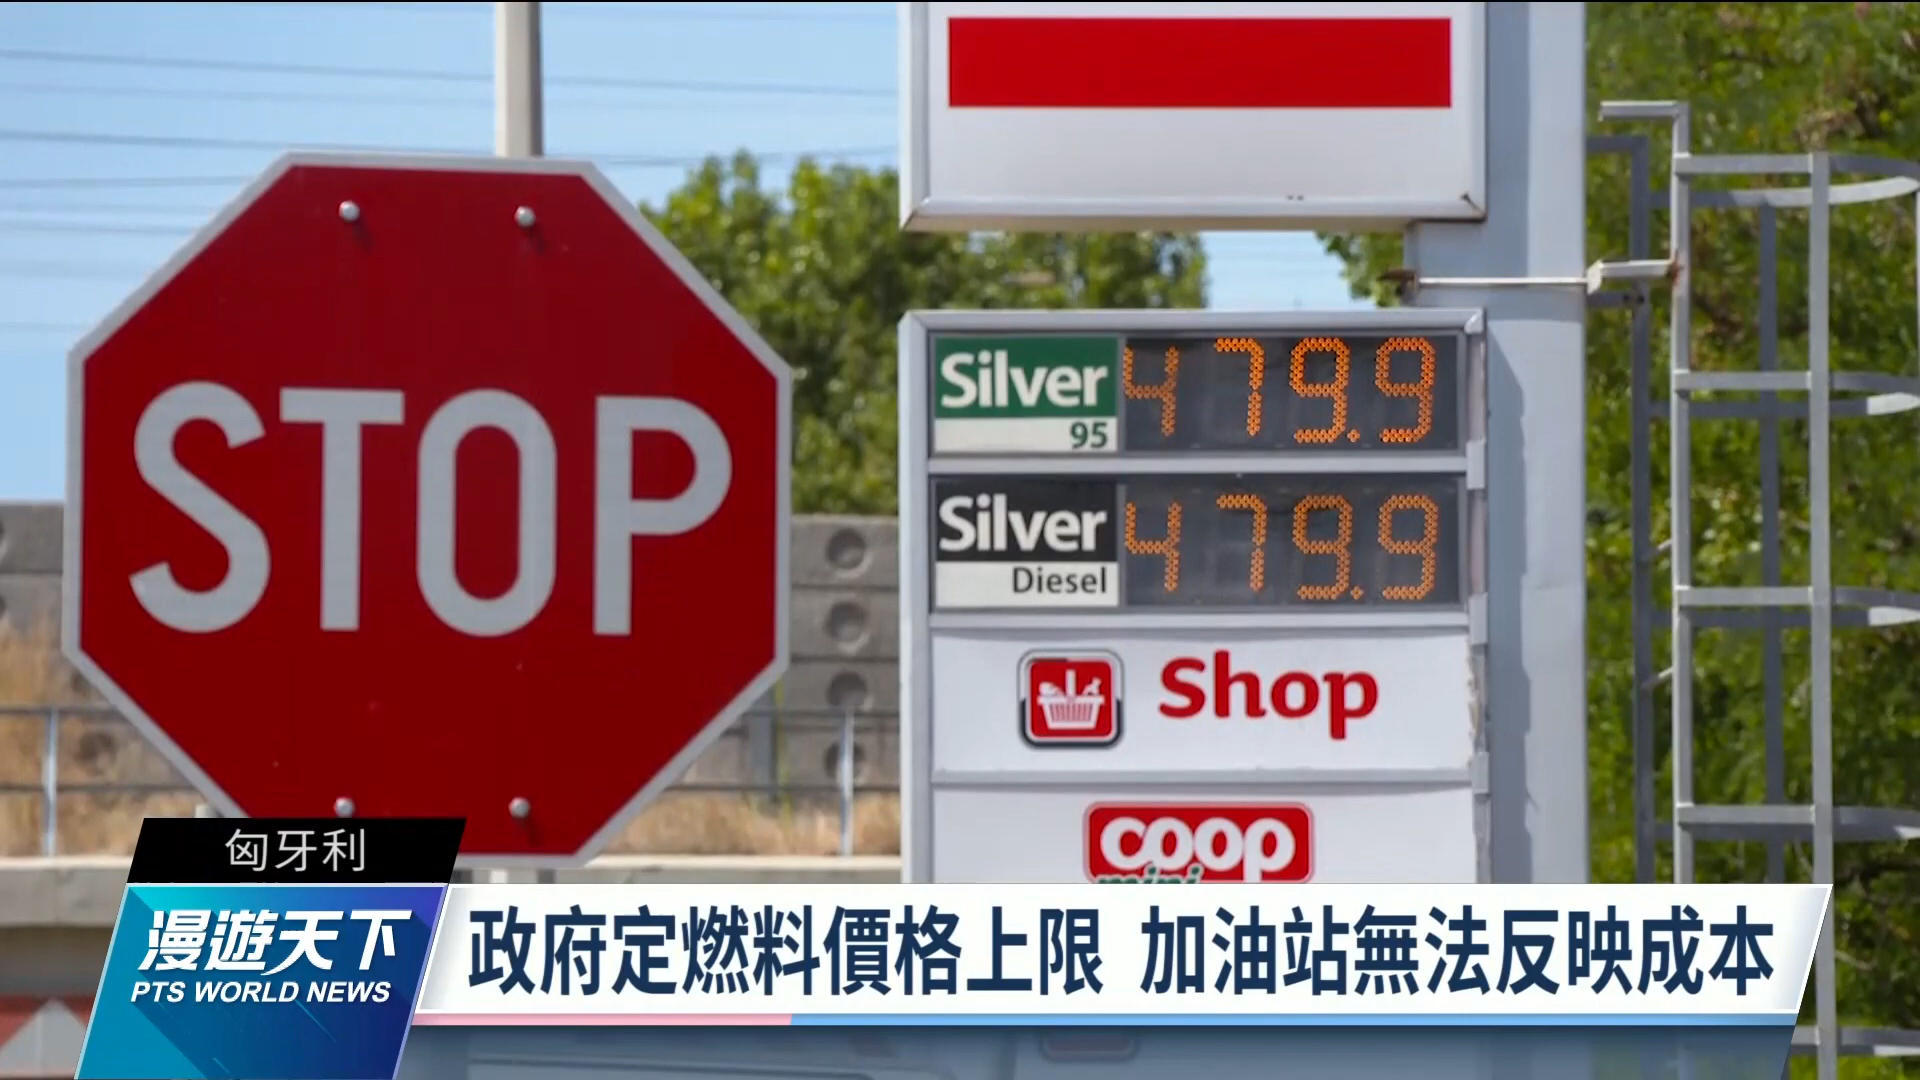 STOP
Silver 479.9
95
Silver 479.9
Diesel
Shop
coop
mini
匈牙利
漫遊天下
PTS WORLD NEWS
政府定燃料價格上限 加油站無法反映成本